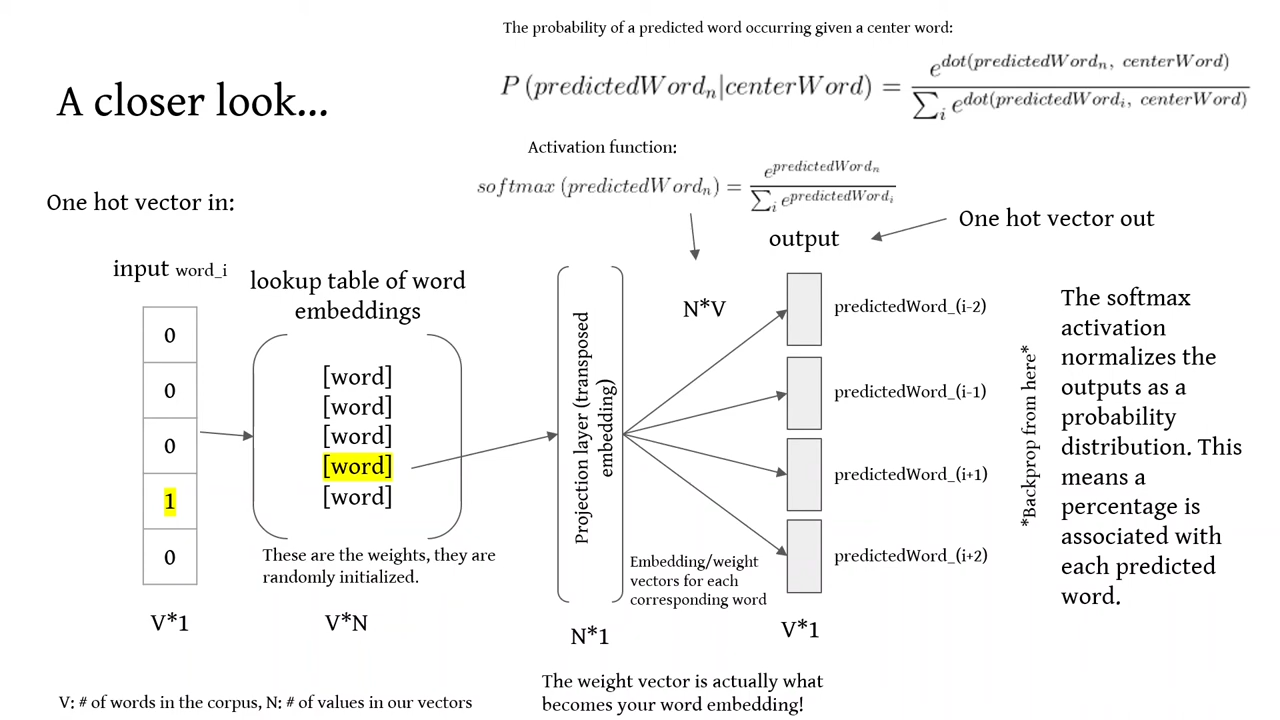 The probability of a predicted word occurring given a center word:
P (predictedWord_n|centerWord) = e^{dot(predictedWord_n, centerWord)} / ∑_i e^{dot(predictedWord_i, centerWord)}
A closer look...
Activation function:
softmax (predictedWord_n) = e^{predictedWord_n} / ∑_i e^{predictedWord_i}
One hot vector in:
One hot vector out
output
input word_i
lookup table of word
embeddings
0
0
0
1
0
V*1
[word]
[word]
[word]
[word]
[word]
These are the weights, they are
randomly initialized.
V*N
Projection layer (transposed
embedding)
N*1
N*V
Embedding/weight
vectors for each
corresponding word
predictedWord_(i-2)
predictedWord_(i-1)
predictedWord_(i+1)
predictedWord_(i+2)
V*1
*Backprop from here*
The softmax
activation
normalizes the
outputs as a
probability
distribution. This
means a
percentage is
associated with
each predicted
word.
The weight vector is actually what
becomes your word embedding!
V: # of words in the corpus, N: # of values in our vectors